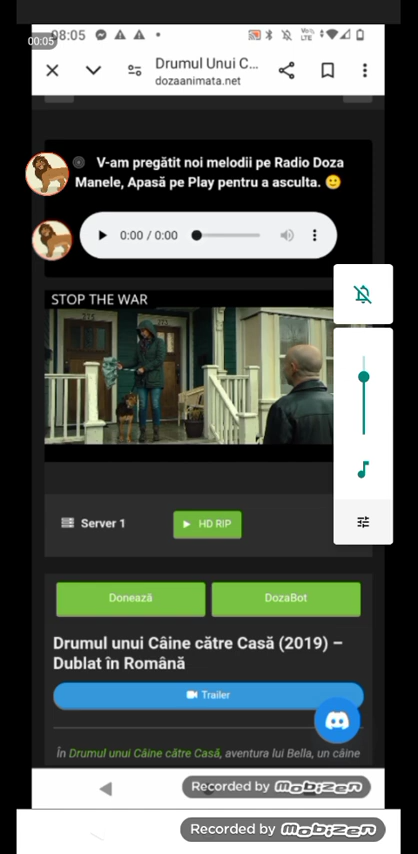 00:05
08:05
Vo))
LTE
Drumul Unui C...
dozaanimata.net
V-am pregătit noi melodii pe Radio Doza
Manele, Apasă pe Play pentru a asculta. 🙂
0:00 / 0:00
STOP THE WAR
Server 1
HD RIP
Donează
DozaBot
Drumul unui Câine către Casă (2019) –
Dublat în Română
Trailer
În Drumul unui Câine către Casă, aventura lui Bella, un câine
Recorded by mobizen
Recorded by mobizen